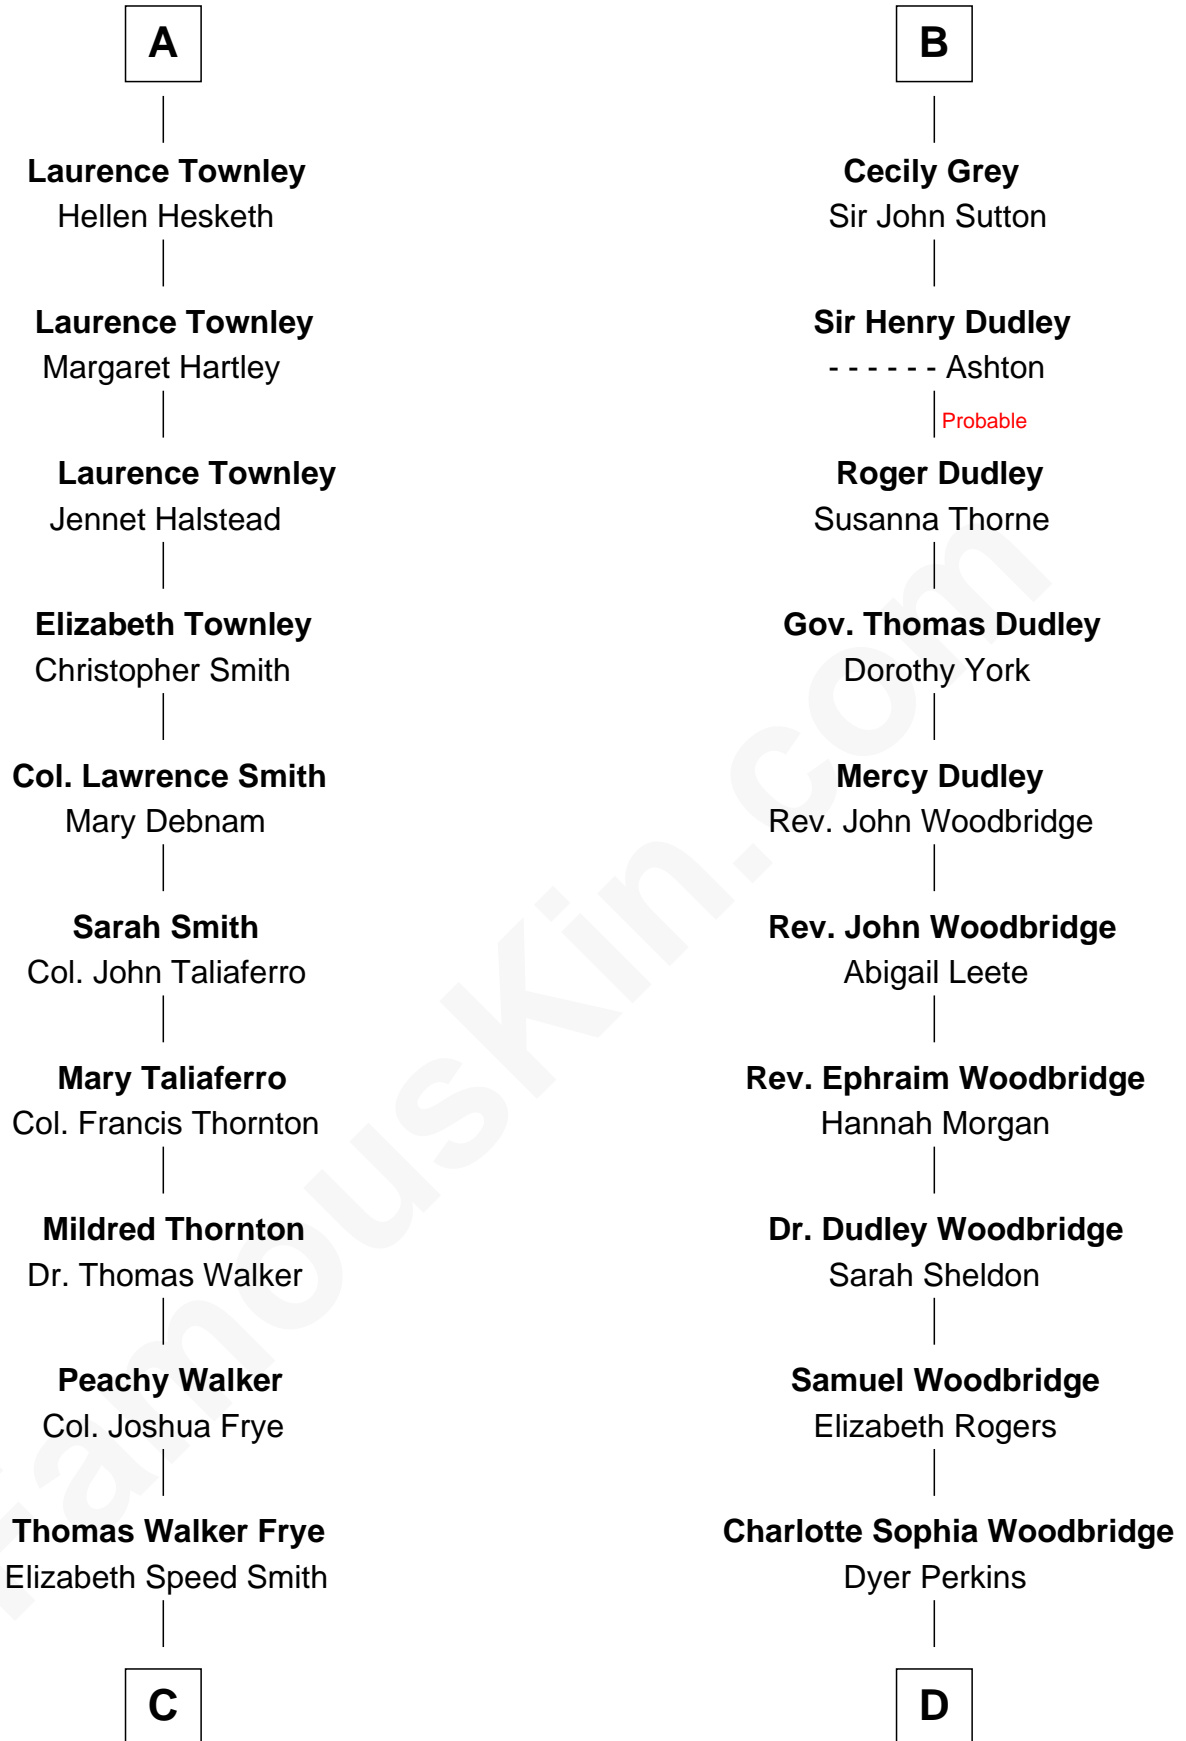 A
Laurence Townley
Hellen Hesketh
Laurence Townley
Margaret Hartley
Laurence Townley
Jennet Halstead
Elizabeth Townley
Christopher Smith
Col. Lawrence Smith
Mary Debnam
Sarah Smith
Col. John Taliaferro
Mary Taliaferro
Col. Francis Thornton
Mildred Thornton
Dr. Thomas Walker
Peachy Walker
Col. Joshua Frye
Thomas Walker Frye
Elizabeth Speed Smith
C
B
Cecily Grey
Sir John Sutton
Sir Henry Dudley
- - - - - - Ashton
Probable
Roger Dudley
Susanna Thorne
Gov. Thomas Dudley
Dorothy York
Mercy Dudley
Rev. John Woodbridge
Rev. John Woodbridge
Abigail Leete
Rev. Ephraim Woodbridge
Hannah Morgan
Dr. Dudley Woodbridge
Sarah Sheldon
Samuel Woodbridge
Elizabeth Rogers
Charlotte Sophia Woodbridge
Dyer Perkins
D
FamousKin.com